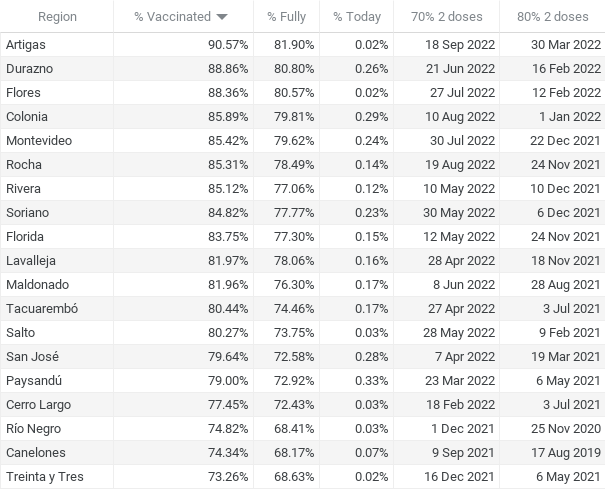 Region % Vaccinated % Fully % Today 70% 2 doses 80% 2 doses
Artigas 90.57% 81.90% 0.02% 18 Sep 2022 30 Mar 2022
Durazno 88.86% 80.80% 0.26% 21 Jun 2022 16 Feb 2022
Flores 88.36% 80.57% 0.02% 27 Jul 2022 12 Feb 2022
Colonia 85.89% 79.81% 0.29% 10 Aug 2022 1 Jan 2022
Montevideo 85.42% 79.62% 0.24% 30 Jul 2022 22 Dec 2021
Rocha 85.31% 78.49% 0.14% 19 Aug 2022 24 Nov 2021
Rivera 85.12% 77.06% 0.12% 10 May 2022 10 Dec 2021
Soriano 84.82% 77.77% 0.23% 30 May 2022 6 Dec 2021
Florida 83.75% 77.30% 0.15% 12 May 2022 24 Nov 2021
Lavalleja 81.97% 78.06% 0.16% 28 Apr 2022 18 Nov 2021
Maldonado 81.96% 76.30% 0.17% 8 Jun 2022 28 Aug 2021
Tacuarembó 80.44% 74.46% 0.17% 27 Apr 2022 3 Jul 2021
Salto 80.27% 73.75% 0.03% 28 May 2022 9 Feb 2021
San José 79.64% 72.58% 0.28% 7 Apr 2022 19 Mar 2021
Paysandú 79.00% 72.92% 0.33% 23 Mar 2022 6 May 2021
Cerro Largo 77.45% 72.43% 0.03% 18 Feb 2022 3 Jul 2021
Río Negro 74.82% 68.41% 0.03% 1 Dec 2021 25 Nov 2020
Canelones 74.34% 68.17% 0.07% 9 Sep 2021 17 Aug 2019
Treinta y Tres 73.26% 68.63% 0.02% 16 Dec 2021 6 May 2021